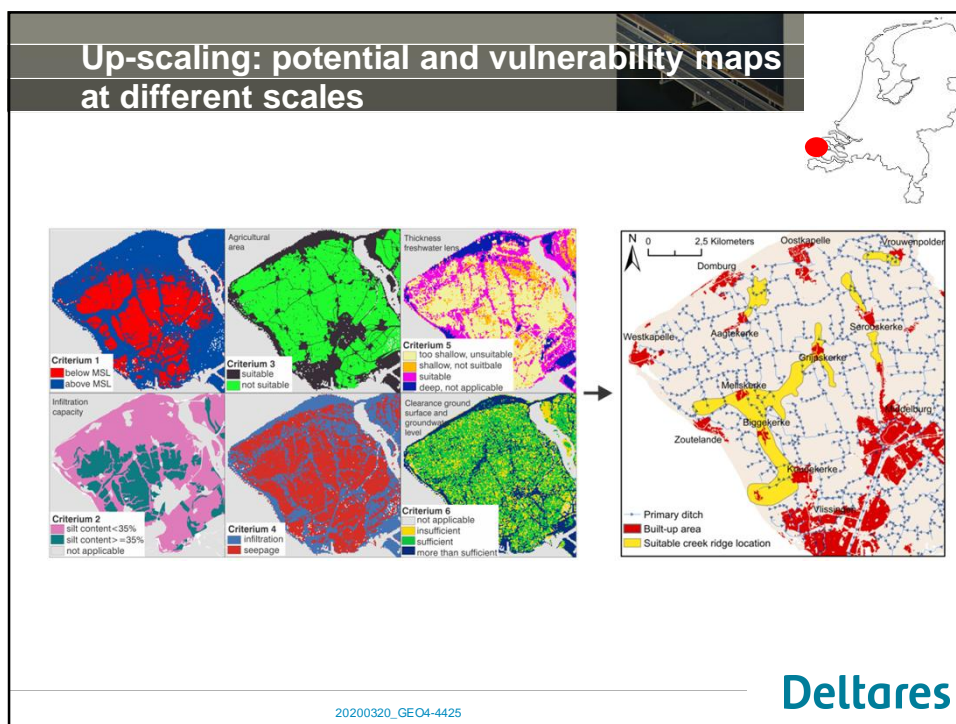 Up-scaling: potential and vulnerability maps
at different scales
Criterium 1
below MSL
above MSL
Agricultural
area
Criterium 3
suitable
not suitable
Thickness
freshwater lens
Criterium 5
too shallow, unsuitable
shallow, not suitbale
suitable
deep, not applicable
Infiltration
capacity
Criterium 2
silt content<35%
silt content>=35%
not applicable
Criterium 4
infiltration
seepage
Clearance ground
surface and
groundwater
level
Criterium 6
not applicable
insufficient
sufficient
more than sufficient
N
0 2,5 Kilometers
Oostkapelle
Vrouwenpolder
Domburg
Westkapelle
Aagtekerke
Serooskerke
Grijpskerke
Meliskerke
Middelburg
Biggekerke
Zoutelande
Koudekerke
Vlissingen
Primary ditch
Built-up area
Suitable creek ridge location
Deltares
20200320_GEO4-4425